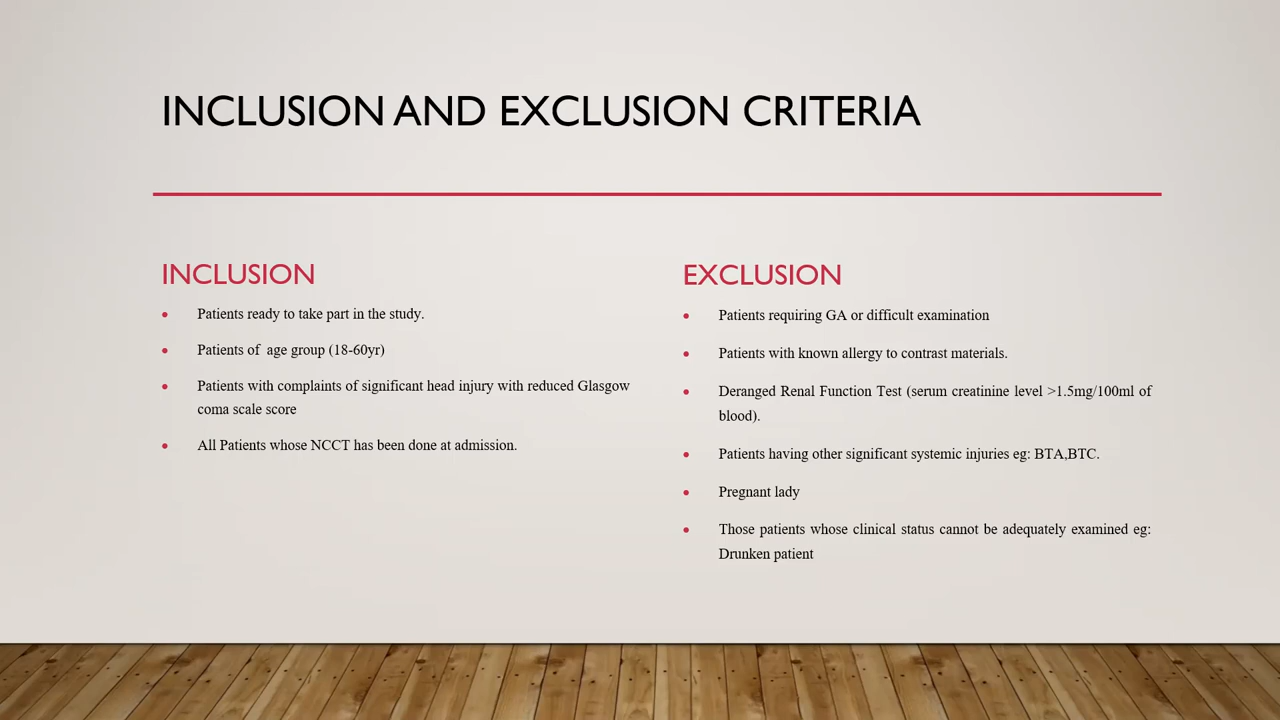 INCLUSION AND EXCLUSION CRITERIA
INCLUSION
• Patients ready to take part in the study.
• Patients of  age group (18-60yr)
• Patients with complaints of significant head injury with reduced Glasgow
coma scale score
• All Patients whose NCCT has been done at admission.
EXCLUSION
• Patients requiring GA or difficult examination
• Patients with known allergy to contrast materials.
• Deranged Renal Function Test (serum creatinine level >1.5mg/100ml of
blood).
• Patients having other significant systemic injuries eg: BTA,BTC.
• Pregnant lady
• Those patients whose clinical status cannot be adequately examined eg:
Drunken patient